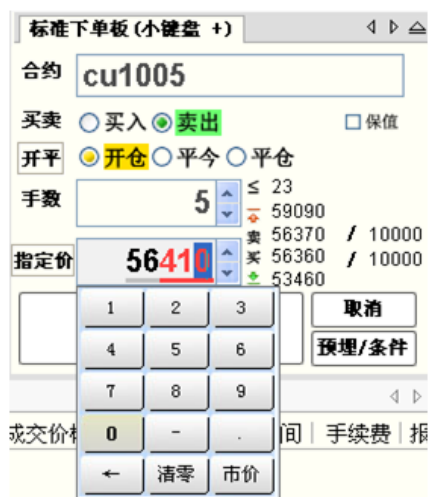 标准下单板(小键盘 +)
合约 cu1005
买卖 买入 卖出 保值
开平 开仓 平今 平仓
手数 5 ≤ 23
59090
卖 56370 / 10000
指定价 56410 买 56360 / 10000
53460
1 2 3 取消
4 5 6 预埋/条件
7 8 9
成交价格 0 - . 间 手续费 报
← 清零 市价